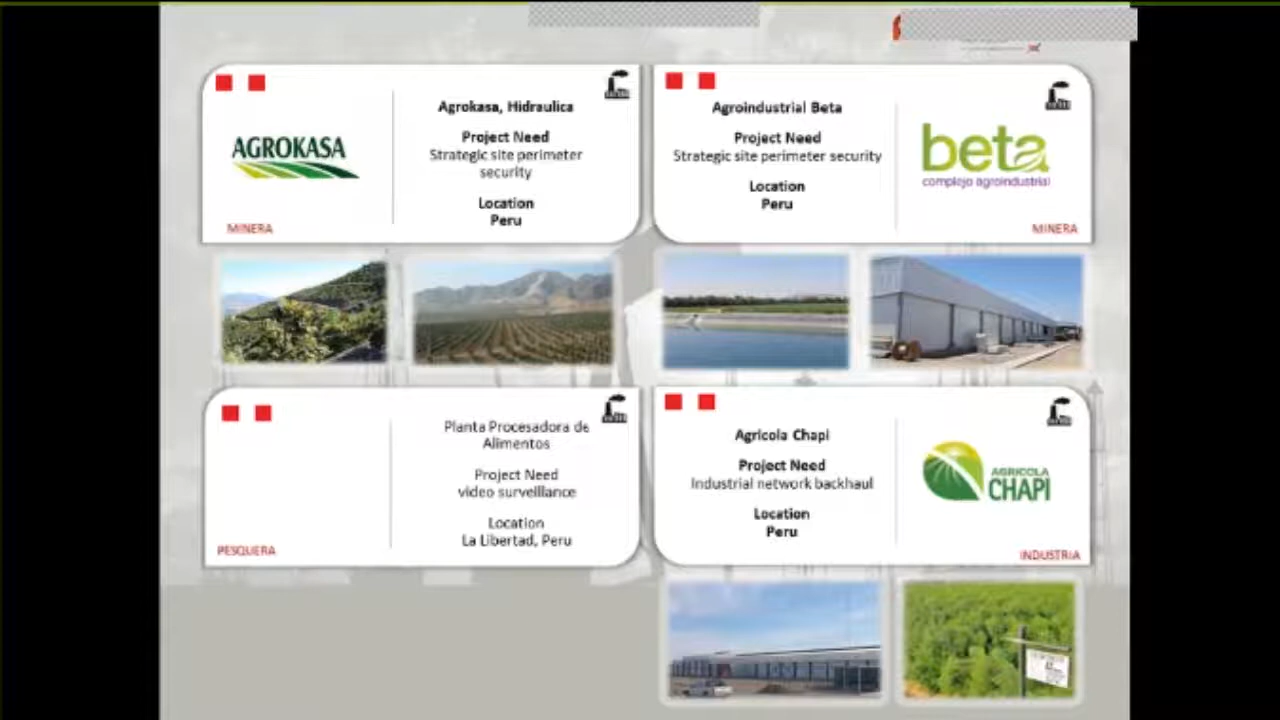 AGROKASA
MINERA
Agrokasa, Hidraulica
Project Need
Strategic site perimeter
security
Location
Peru
Agroindustrial Beta
Project Need
Strategic site perimeter security
Location
Peru
beta
complejo agroindustrial
MINERA
PESQUERA
Planta Procesadora de
Alimentos
Project Need
video surveillance
Location
La Libertad, Peru
Agricola Chapi
Project Need
Industrial network backhaul
Location
Peru
AGRICOLA
CHAPI
INDUSTRIA